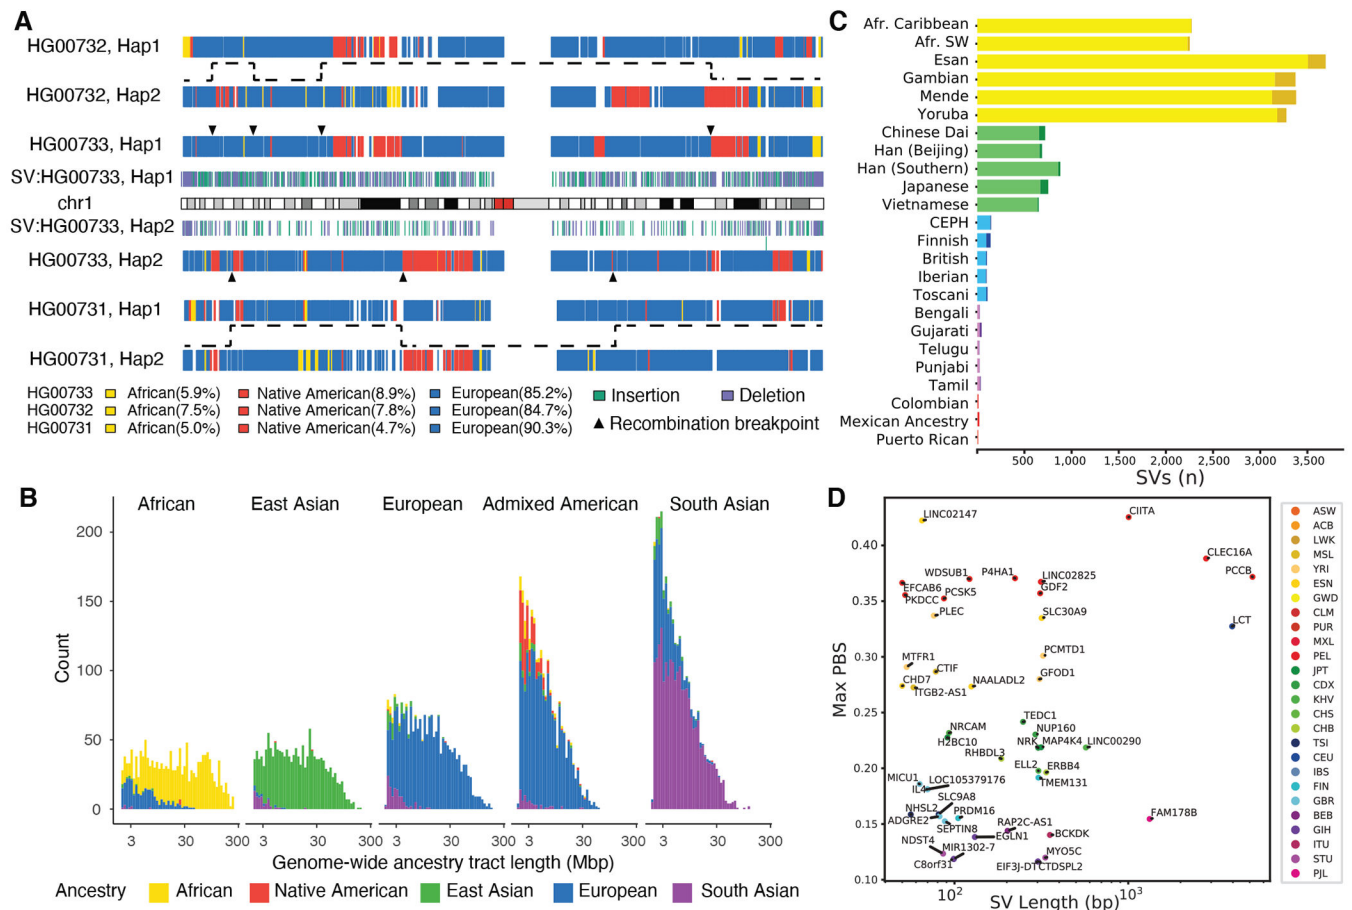 A
HG00732, Hap1
HG00732, Hap2
HG00733, Hap1
SV:HG00733, Hap1
chr1
SV:HG00733, Hap2
HG00733, Hap2
HG00731, Hap1
HG00731, Hap2
HG00733 African(5.9%) Native American(8.9%) European(85.2%)
HG00732 African(7.5%) Native American(7.8%) European(84.7%)
HG00731 African(5.0%) Native American(4.7%) European(90.3%)
Insertion Deletion
Recombination breakpoint
B
African East Asian European Admixed American South Asian
Count
200
150
100
50
0
3 30 300 3 30 300 3 30 300 3 30 300 3 30 300
Genome-wide ancestry tract length (Mbp)
Ancestry African Native American East Asian European South Asian
C
Afr. Caribbean
Afr. SW
Esan
Gambian
Mende
Yoruba
Chinese Dai
Han (Beijing)
Han (Southern)
Japanese
Vietnamese
CEPH
Finnish
British
Iberian
Toscani
Bengali
Gujarati
Telugu
Punjabi
Tamil
Colombian
Mexican Ancestry
Puerto Rican
500 1,000 1,500 2,000 2,500 3,000 3,500
SVs (n)
D
Max PBS
0.40
0.35
0.30
0.25
0.20
0.15
0.10
LINC02147
CIITA
CLEC16A
WDSUB1
P4HA1
LINC02825
PCCB
EFCAB6
GDF2
PKDCC
PCSK5
PLEC
SLC30A9
LCT
MTFR1
PCMTD1
CTIF
GFOD1
CHD7
NAALADL2
ITGB2-AS1
TEDC1
NRCAM
NUP160
H2BC10
NRK
MAP4K4
LINC00290
RHBDL3
ELL2
ERBB4
MICU1
LOC105379176
TMEM131
IL4
SLC9A8
NHSL2
PRDM16
FAM178B
ADGRE2
SEPTIN8
RAP2C-AS1
EGLN1
BCKDK
NDST4
MIR1302-7
MYO5C
C8orf31
EIF3J-DT
CTDSPL2
10²
10³
SV Length (bp)
ASW
ACB
LWK
MSL
YRI
ESN
GWD
CLM
PUR
MXL
PEL
JPT
CDX
KHV
CHS
CHB
TSI
CEU
IBS
FIN
GBR
BEB
GIH
ITU
STU
PJL